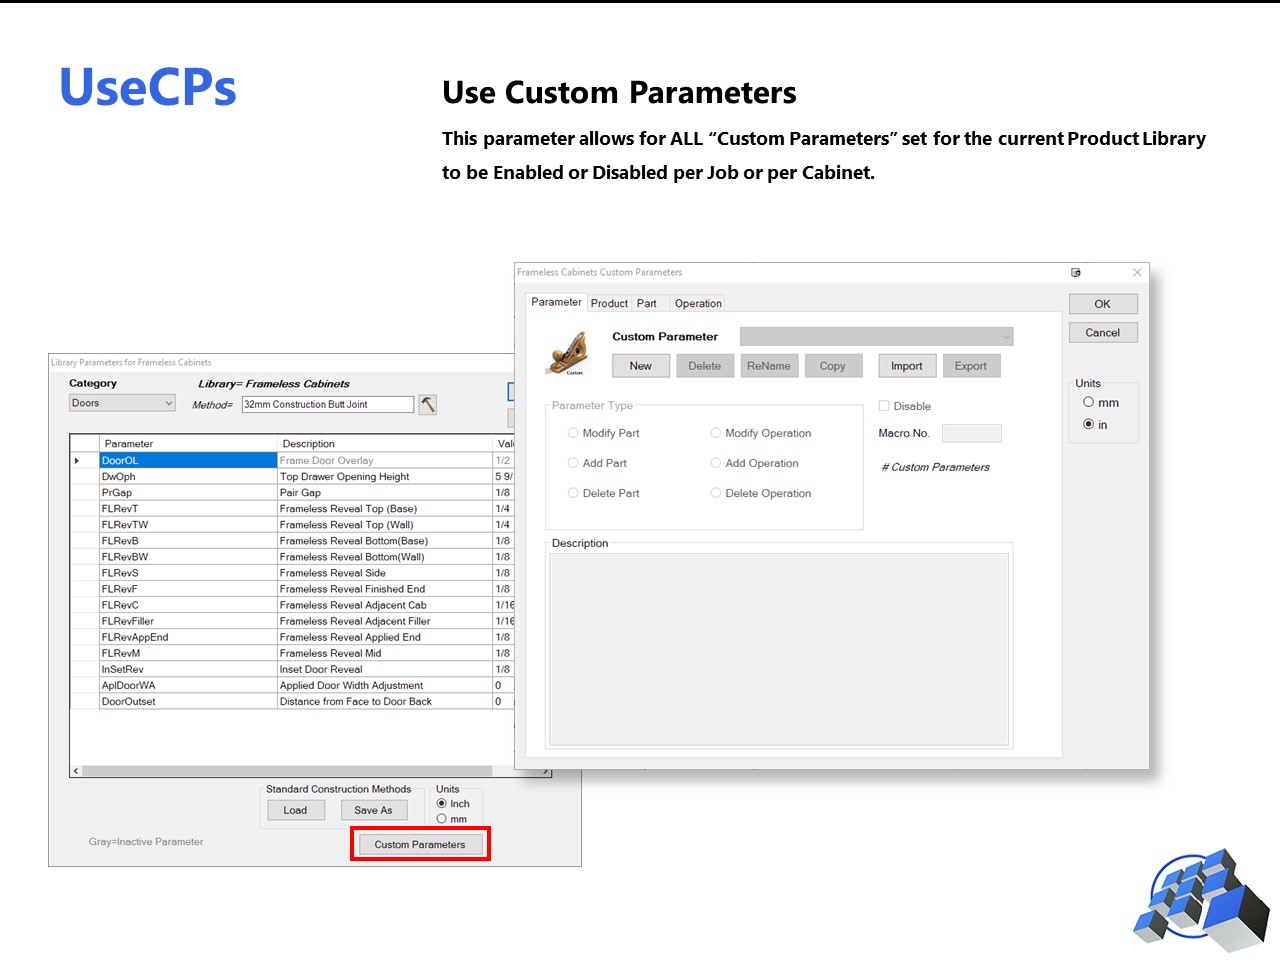 UseCPs
Use Custom Parameters
This parameter allows for ALL “Custom Parameters” set for the current Product Library
to be Enabled or Disabled per Job or per Cabinet.
Library Parameters for Frameless Cabinets
Category
Library= Frameless Cabinets
Doors
Method= 32mm Construction Butt Joint
Parameter Description
DoorOL Frame Door Overlay 1/2
DwOph Top Drawer Opening Height
PrGap Pair Gap 1/8
FLRevT Frameless Reveal Top (Base) 1/4
FLRevTW Frameless Reveal Top (Wall) 1/4
FLRevB Frameless Reveal Bottom(Base) 1/8
FLRevBW Frameless Reveal Bottom(Wall) 1/8
FLRevS Frameless Reveal Side 1/8
FLRevF Frameless Reveal Finished End 1/8
FLRevC Frameless Reveal Adjacent Cab 1/16
FLRevFiller Frameless Reveal Adjacent Filler 1/16
FLRevAppEnd Frameless Reveal Applied End 1/8
FLRevM Frameless Reveal Mid 1/8
InSetRev Inset Door Reveal 1/8
AplDoorWA Applied Door Width Adjustment 0
DoorOutset Distance from Face to Door Back 0
Standard Construction Methods
Load Save As
Units
Inch
mm
Gray=Inactive Parameter
Custom Parameters
Frameless Cabinets Custom Parameters
Parameter Product Part Operation
Custom Parameter
Custom
New Delete ReName Copy Import Export
Parameter Type
Modify Part Modify Operation
Add Part Add Operation
Delete Part Delete Operation
Disable
Macro No.
# Custom Parameters
Description
OK
Cancel
Units
mm
in